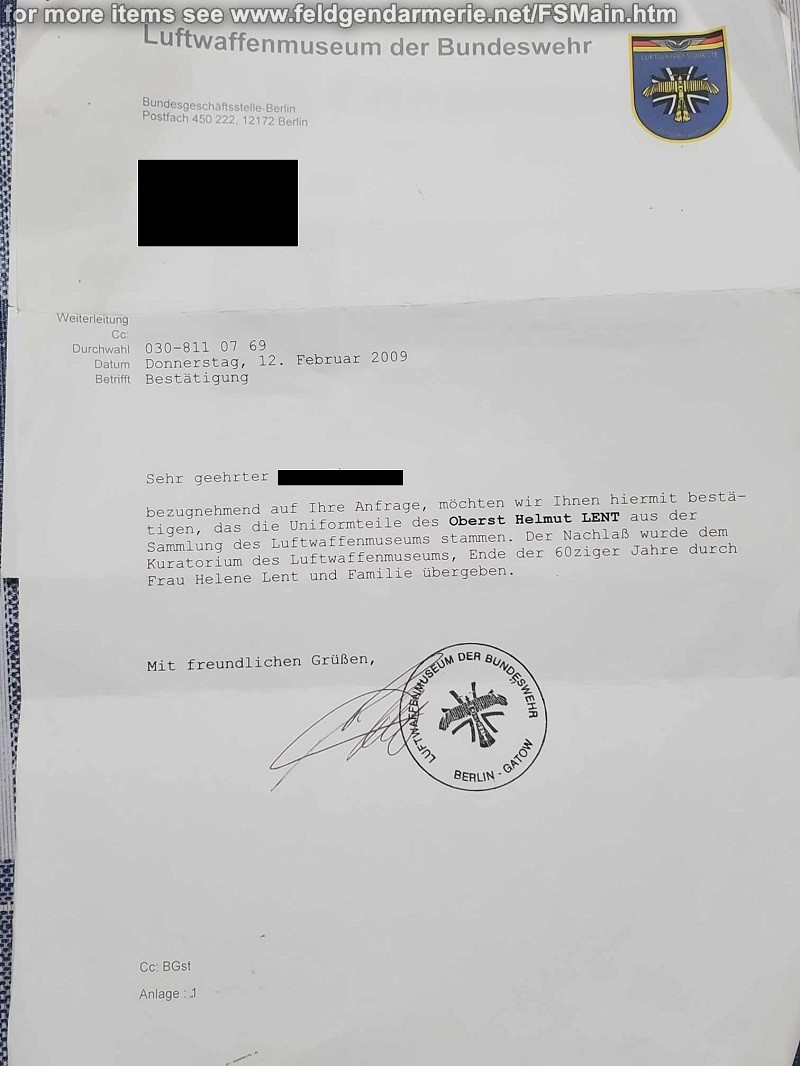 for more items see www.feldgendarmerie.net/FSMain.htm
Luftwaffenmuseum der Bundeswehr
LUFTWAFFENMUSEUM
Bundesgeschäftsstelle-Berlin
Postfach 450 222, 12172 Berlin
Weiterleitung
Cc:
Durchwahl 030-811 07 69
Datum Donnerstag, 12. Februar 2009
Betrifft Bestätigung
Sehr geehrter
bezugnehmend auf Ihre Anfrage, möchten wir Ihnen hiermit bestä-
tigen, das die Uniformteile des Oberst Helmut LENT aus der
Sammlung des Luftwaffenmuseums stammen. Der Nachlaß wurde dem
Kuratorium des Luftwaffenmuseums, Ende der 60ziger Jahre durch
Frau Helene Lent und Familie übergeben.
Mit freundlichen Grüßen,
LUFTWAFFENMUSEUM DER BUNDESWEHR
BERLIN - GATOW
Cc: BGst
Anlage : 1